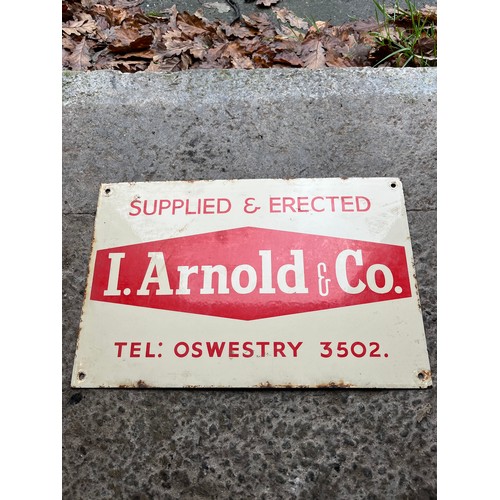 SUPPLIED & ERECTED
I. Arnold & Co.
TEL: OSWESTRY 3502.